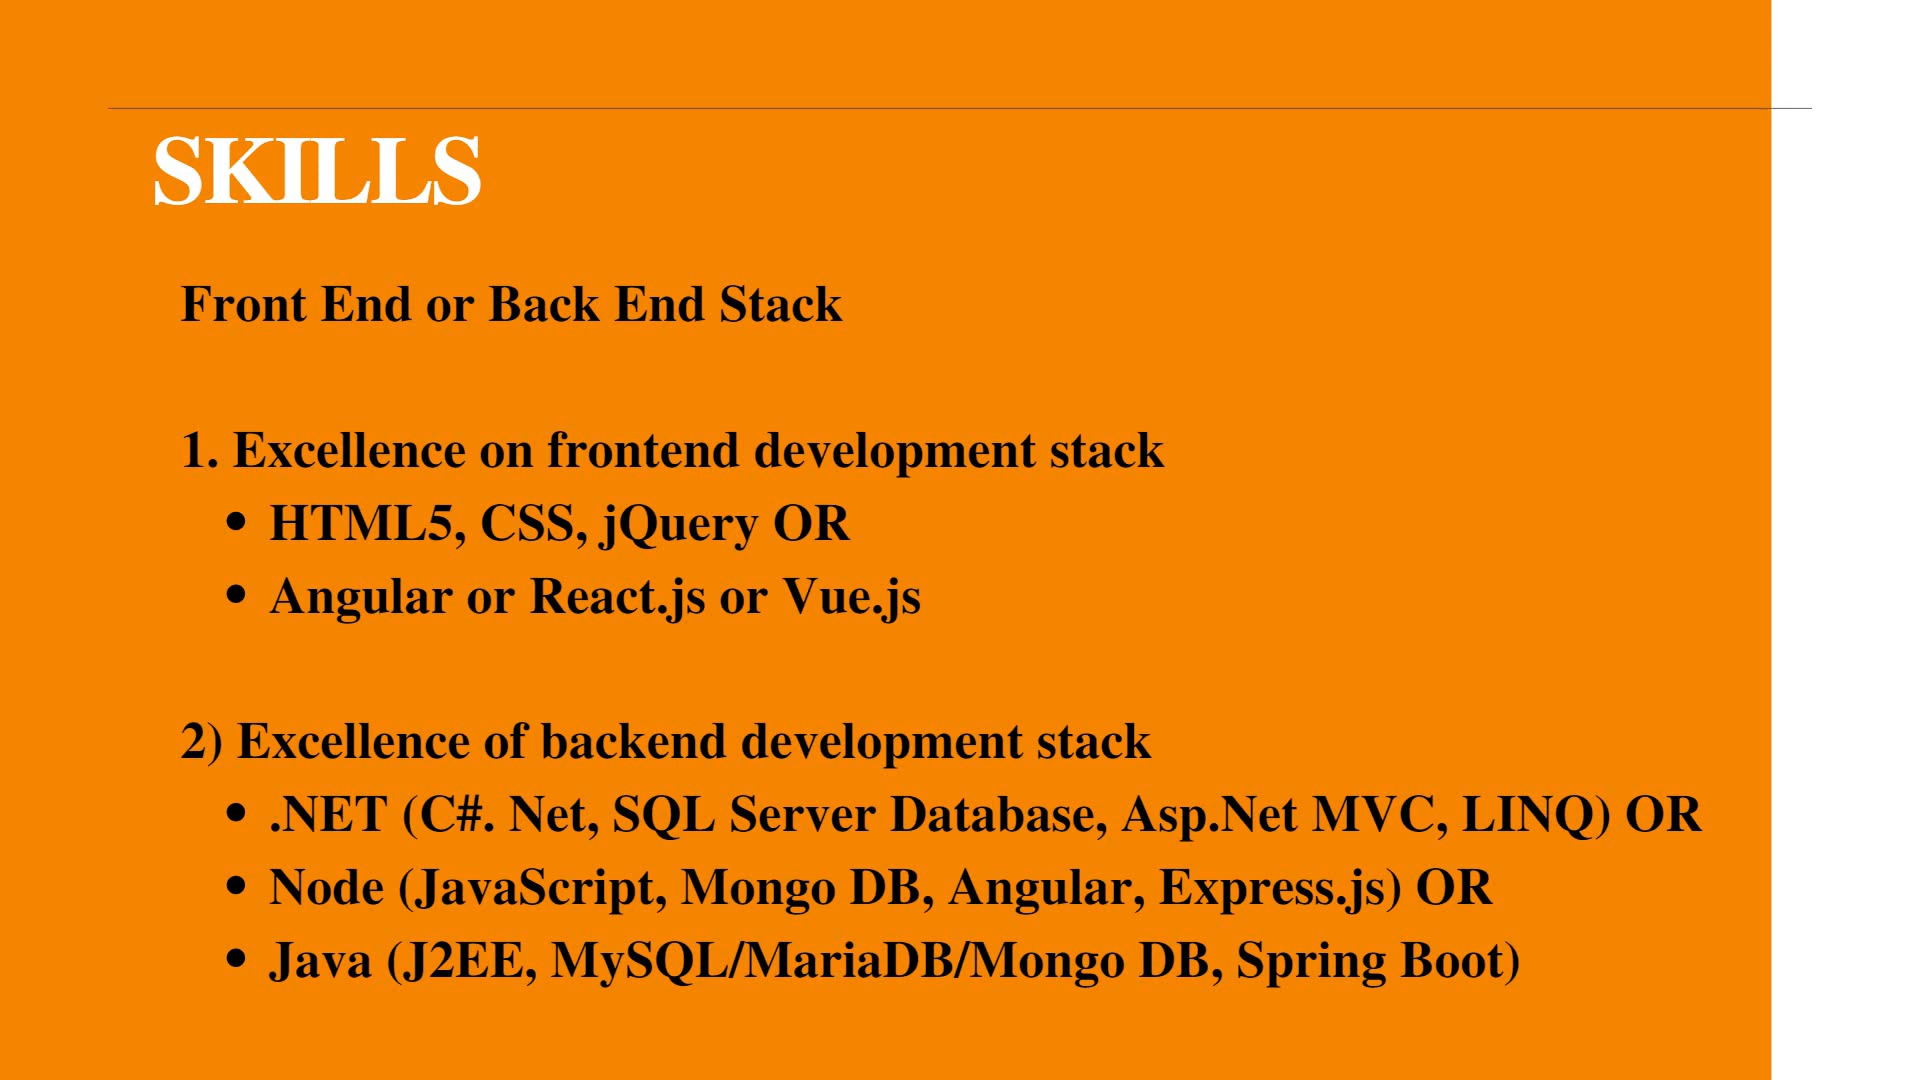 SKILLS
Front End or Back End Stack
1. Excellence on frontend development stack
• HTML5, CSS, jQuery OR
• Angular or React.js or Vue.js
2) Excellence of backend development stack
• .NET (C#. Net, SQL Server Database, Asp.Net MVC, LINQ) OR
• Node (JavaScript, Mongo DB, Angular, Express.js) OR
• Java (J2EE, MySQL/MariaDB/Mongo DB, Spring Boot)